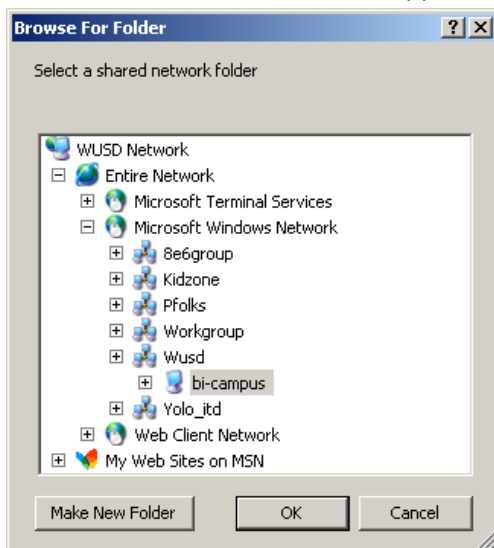 Browse For Folder
Select a shared network folder
WUSD Network
Entire Network
Microsoft Terminal Services
Microsoft Windows Network
8e6group
Kidzone
Pfolks
Workgroup
Wusd
bi-campus
Yolo_itd
Web Client Network
My Web Sites on MSN
Make New Folder OK Cancel